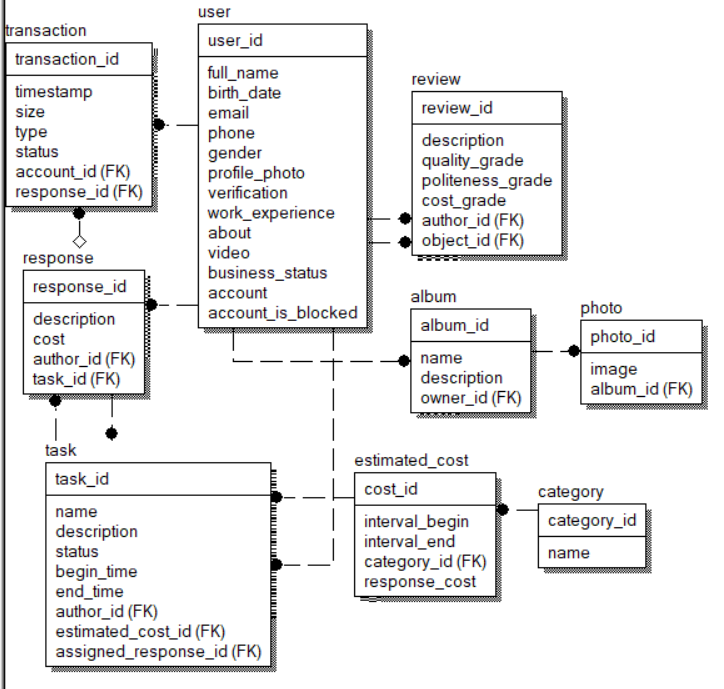 transaction
transaction_id
timestamp
size
type
status
account_id (FK)
response_id (FK)
user
user_id
full_name
birth_date
email
phone
gender
profile_photo
verification
work_experience
about
video
business_status
account
account_is_blocked
review
review_id
description
quality_grade
politeness_grade
cost_grade
author_id (FK)
object_id (FK)
response
response_id
description
cost
author_id (FK)
task_id (FK)
album
album_id
name
description
owner_id (FK)
photo
photo_id
image
album_id (FK)
task
task_id
name
description
status
begin_time
end_time
author_id (FK)
estimated_cost_id (FK)
assigned_response_id (FK)
estimated_cost
cost_id
interval_begin
interval_end
category_id (FK)
response_cost
category
category_id
name